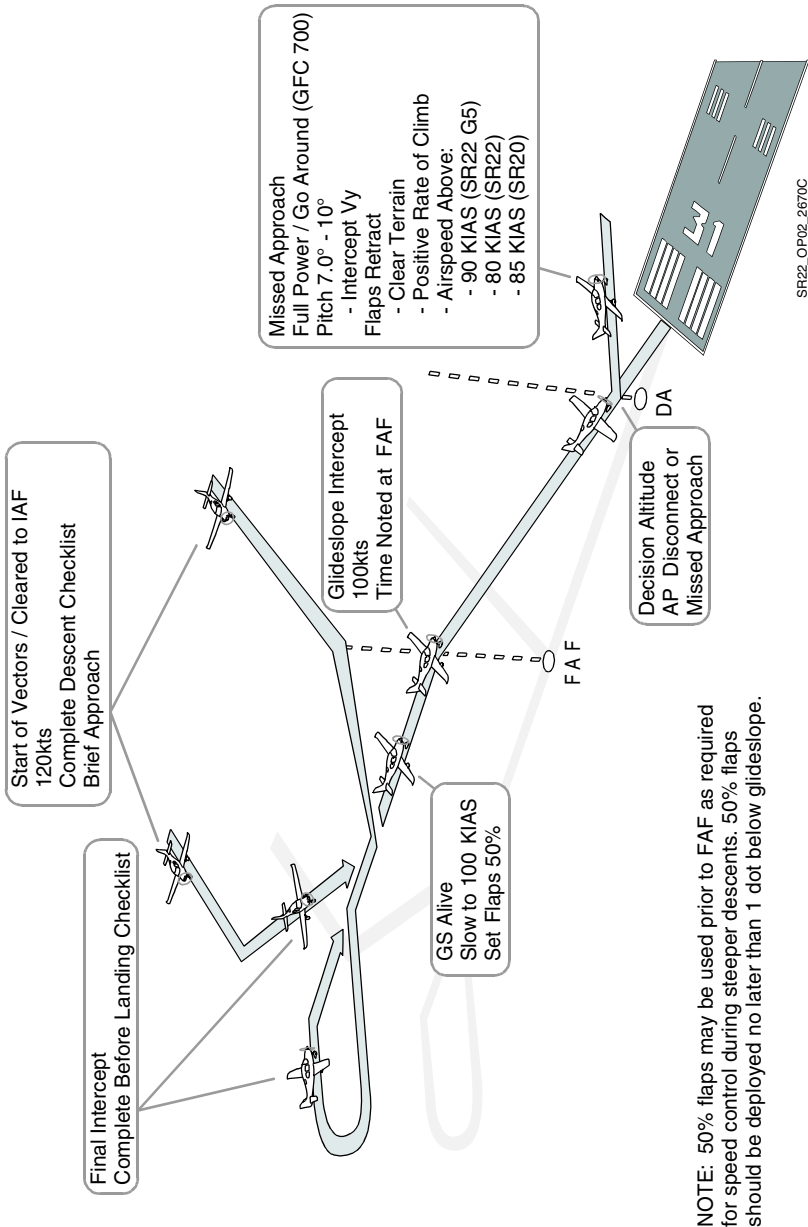 Start of Vectors / Cleared to IAF
120kts
Complete Descent Checklist
Brief Approach
Final Intercept
Complete Before Landing Checklist
Missed Approach
Full Power / Go Around (GFC 700)
Pitch 7.0° - 10°
- Intercept Vy
Flaps Retract
- Clear Terrain
- Positive Rate of Climb
- Airspeed Above:
- 90 KIAS (SR22 G5)
- 80 KIAS (SR22)
- 85 KIAS (SR20)
Glideslope Intercept
100kts
Time Noted at FAF
GS Alive
Slow to 100 KIAS
Set Flaps 50%
FAF
DA
31
Decision Altitude
AP Disconnect or
Missed Approach
NOTE: 50% flaps may be used prior to FAF as required
for speed control during steeper descents. 50% flaps
should be deployed no later than 1 dot below glideslope.
SR22_OP02_2670C